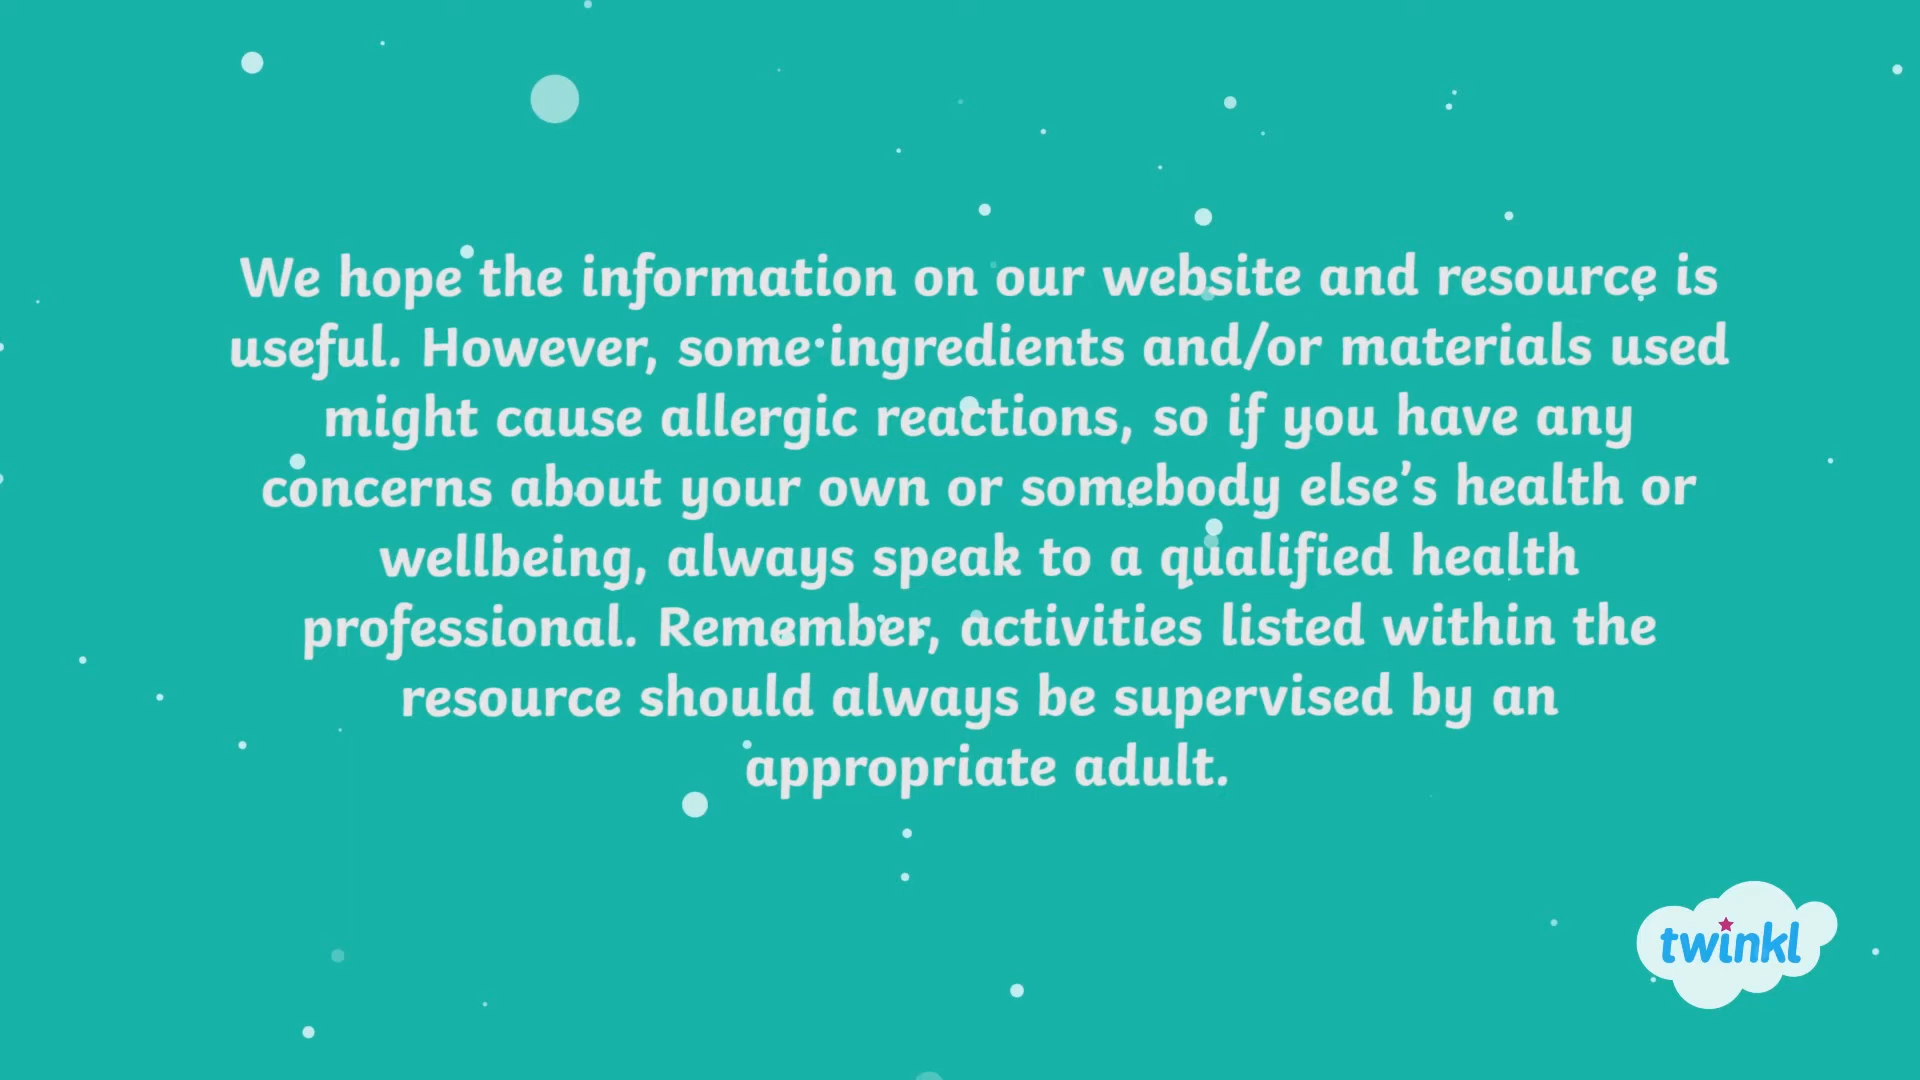 We hope the information on our website and resource is
useful. However, some ingredients and/or materials used
might cause allergic reactions, so if you have any
concerns about your own or somebody else’s health or
wellbeing, always speak to a qualified health
professional. Remember, activities listed within the
resource should always be supervised by an
appropriate adult.
twinkl